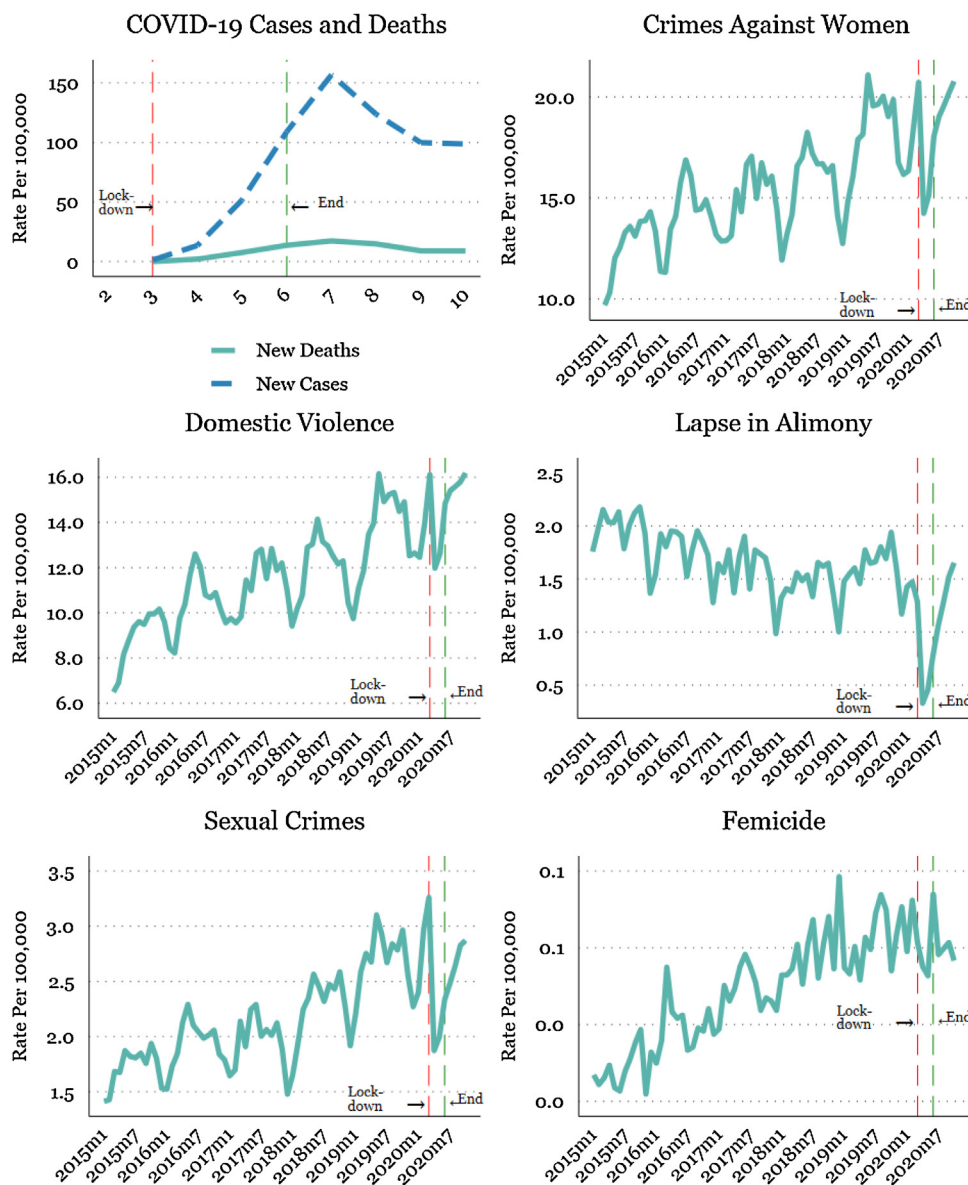 COVID-19 Cases and Deaths
Rate Per 100,000
150
100
50
0
Lock-
down →
← End
2
3
4
5
6
7
8
9
10
New Deaths
New Cases
Crimes Against Women
Rate Per 100,000
20.0
15.0
10.0
Lock-
down →
←End
2015m1
2015m7
2016m1
2016m7
2017m1
2017m7
2018m1
2018m7
2019m1
2019m7
2020m1
2020m7
Domestic Violence
Rate Per 100,000
16.0
14.0
12.0
10.0
8.0
6.0
Lock-
down →
←End
2015m1
2015m7
2016m1
2016m7
2017m1
2017m7
2018m1
2018m7
2019m1
2019m7
2020m1
2020m7
Lapse in Alimony
Rate Per 100,000
2.5
2.0
1.5
1.0
0.5
Lock-
down →
←End
2015m1
2015m7
2016m1
2016m7
2017m1
2017m7
2018m1
2018m7
2019m1
2019m7
2020m1
2020m7
Sexual Crimes
Rate Per 100,000
3.5
3.0
2.5
2.0
1.5
Lock-
down →
←End
2015m1
2015m7
2016m1
2016m7
2017m1
2017m7
2018m1
2018m7
2019m1
2019m7
2020m1
2020m7
Femicide
Rate Per 100,000
0.1
0.1
0.0
0.0
Lock-
down →
←End
2015m1
2015m7
2016m1
2016m7
2017m1
2017m7
2018m1
2018m7
2019m1
2019m7
2020m1
2020m7